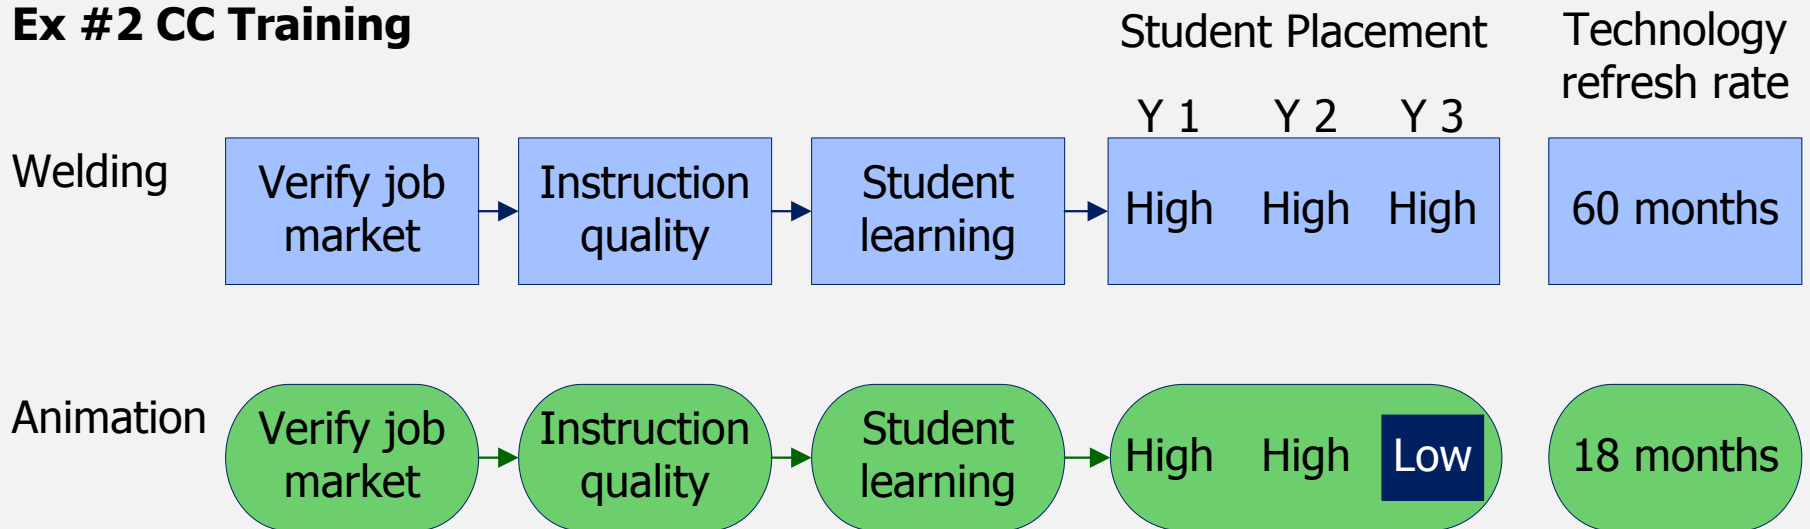 Ex #2 CC Training
Student Placement
Technology
refresh rate
Y 1 Y 2 Y 3
Welding
Verify job
market
Instruction
quality
Student
learning
High High High
60 months
Animation
Verify job
market
Instruction
quality
Student
learning
High High Low
18 months